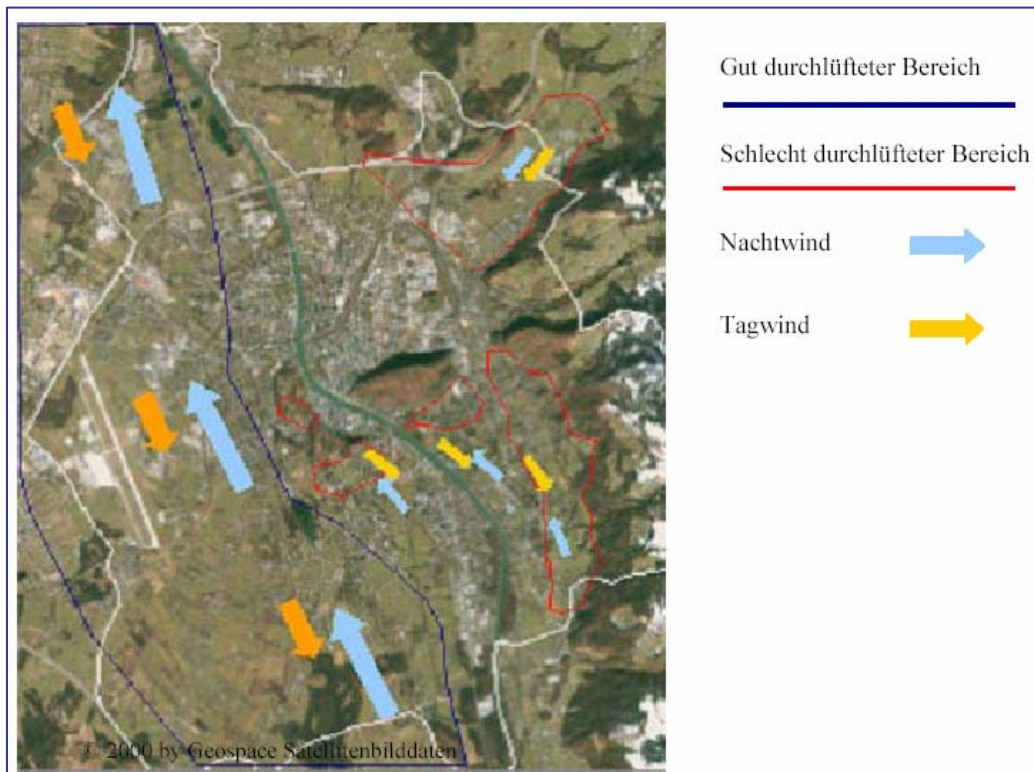 Gut durchlüfteter Bereich
Schlecht durchlüfteter Bereich
Nachtwind
Tagwind
© 2000 by Geospace Satellitenbilddaten